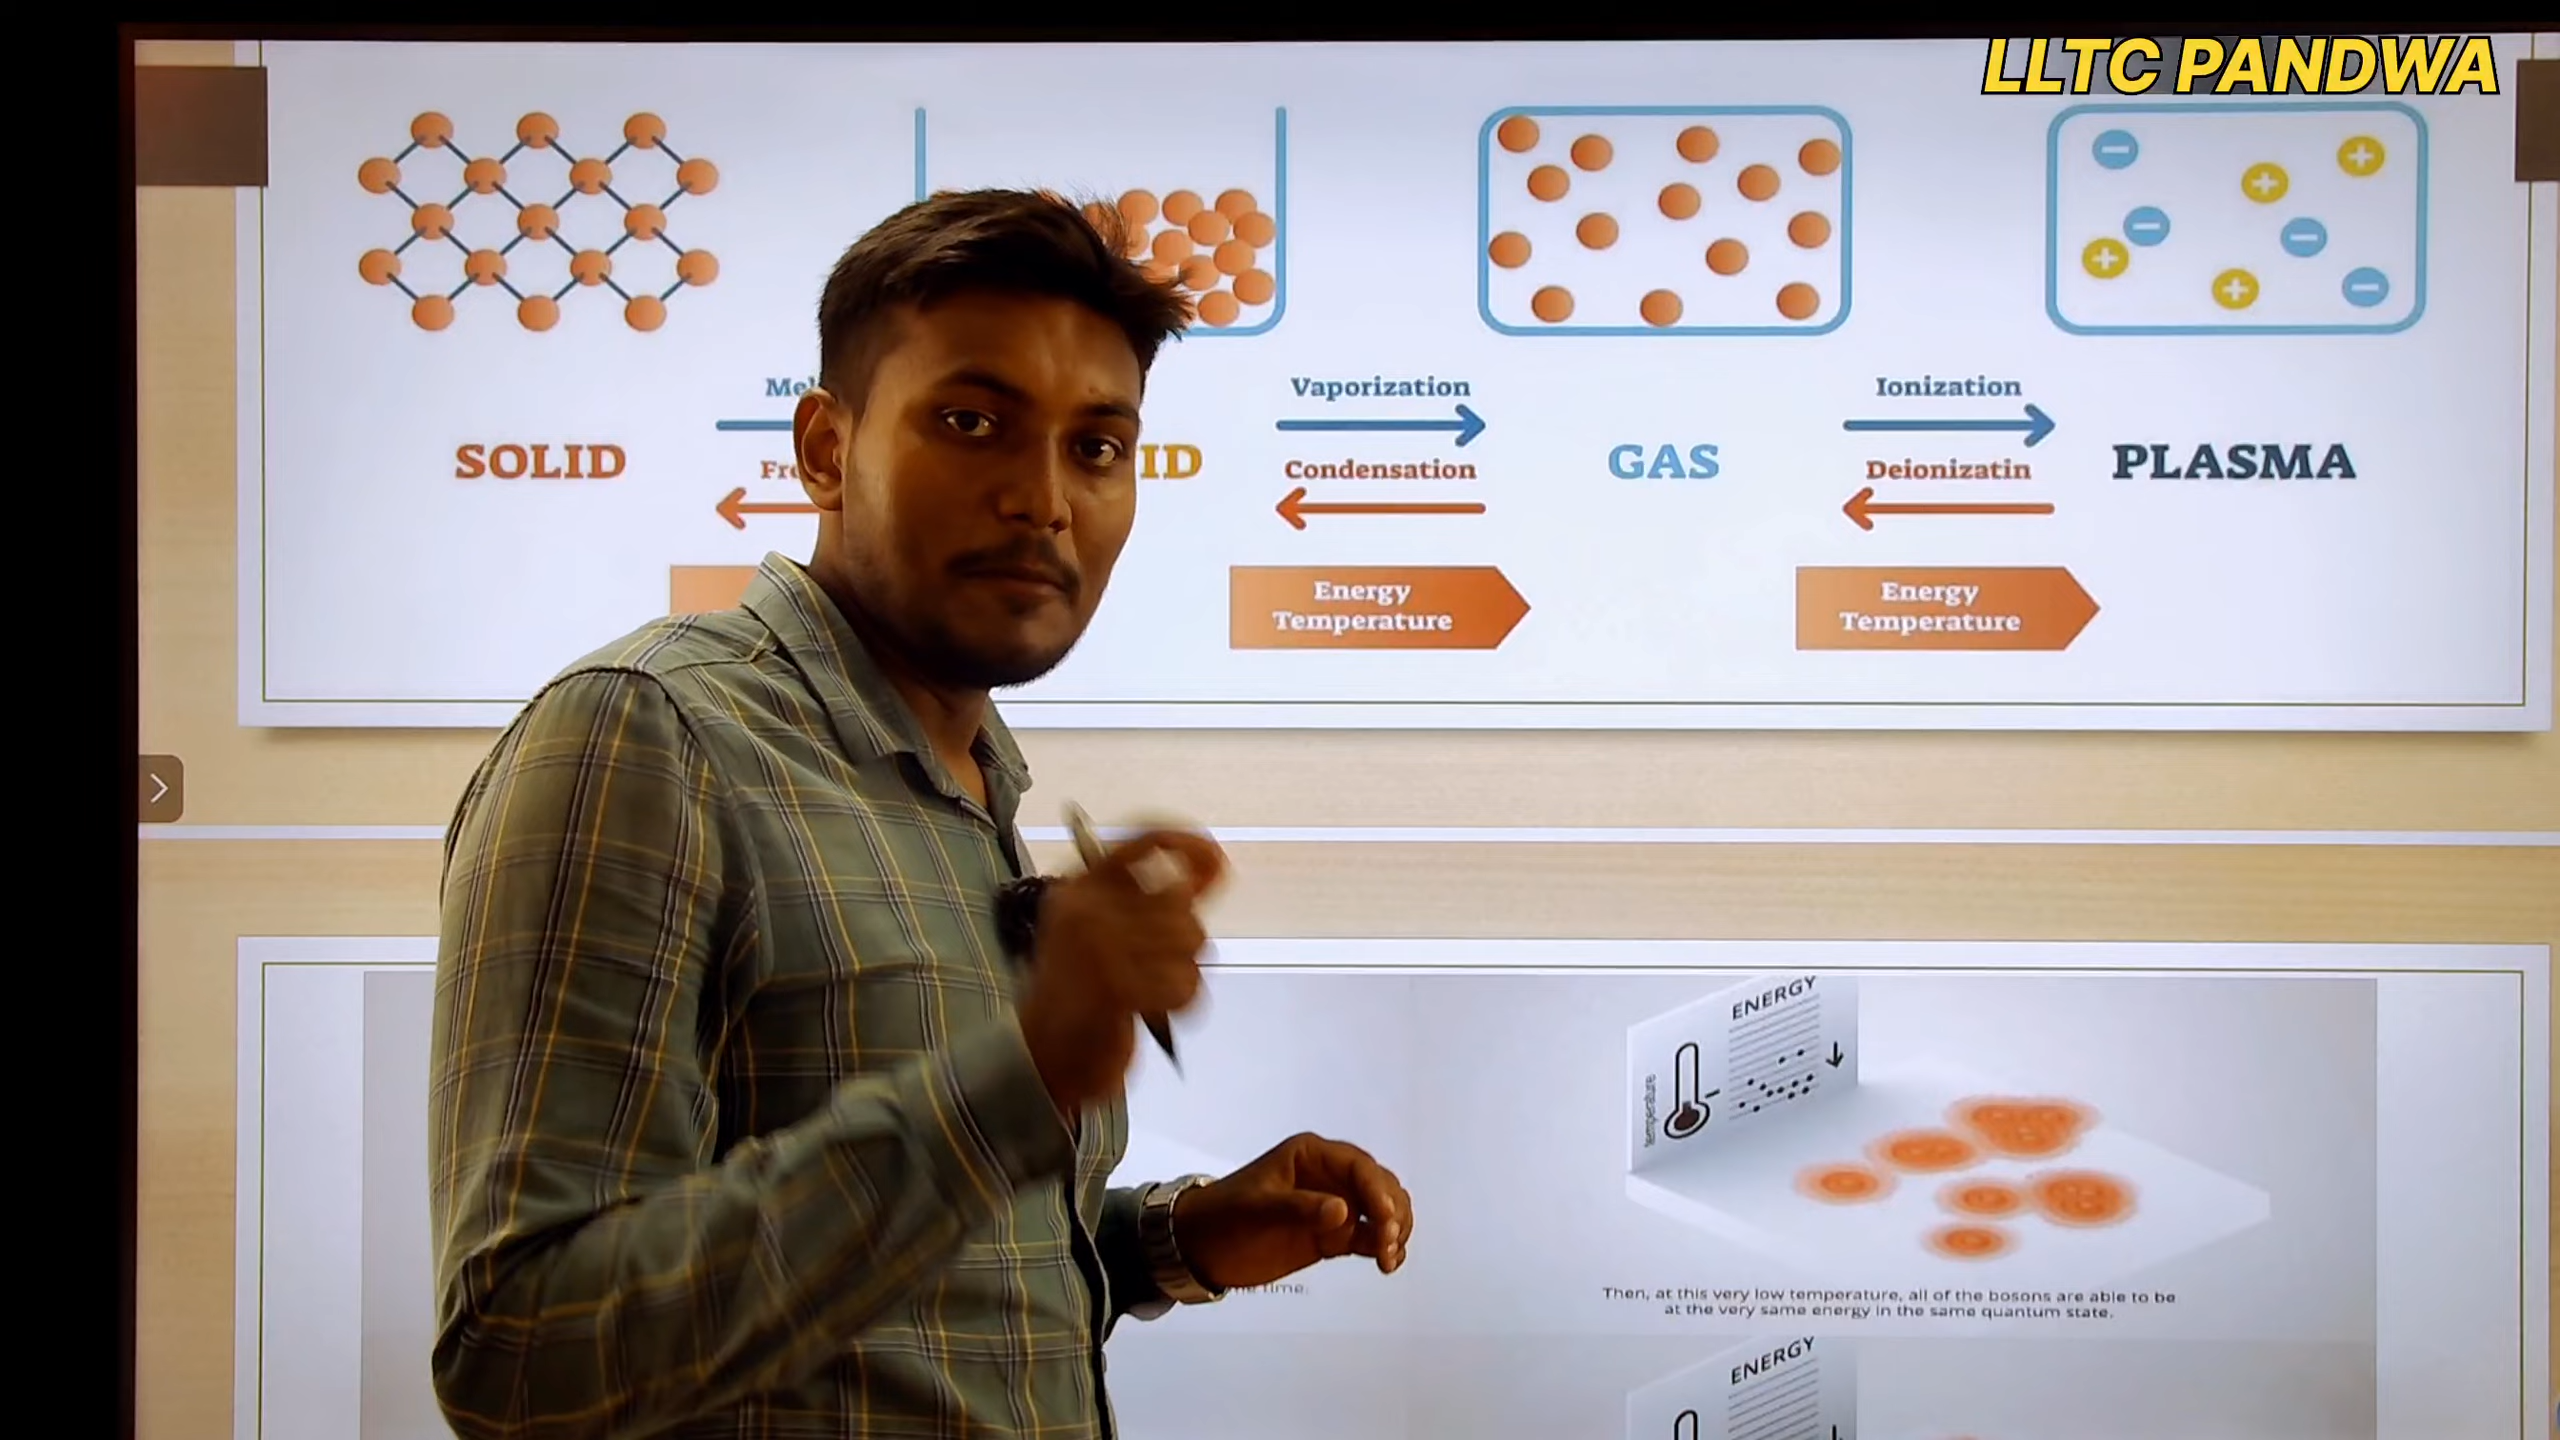 LLTC PANDWA
Vaporization
Ionization
SOLID
GAS
PLASMA
Condensation
Deionizatin
Energy
Temperature
Energy
Temperature
ENERGY
temperature
time.
Then, at this very low temperature, all of the bosons are able to be
at the very same energy in the same quantum state.
ENERGY